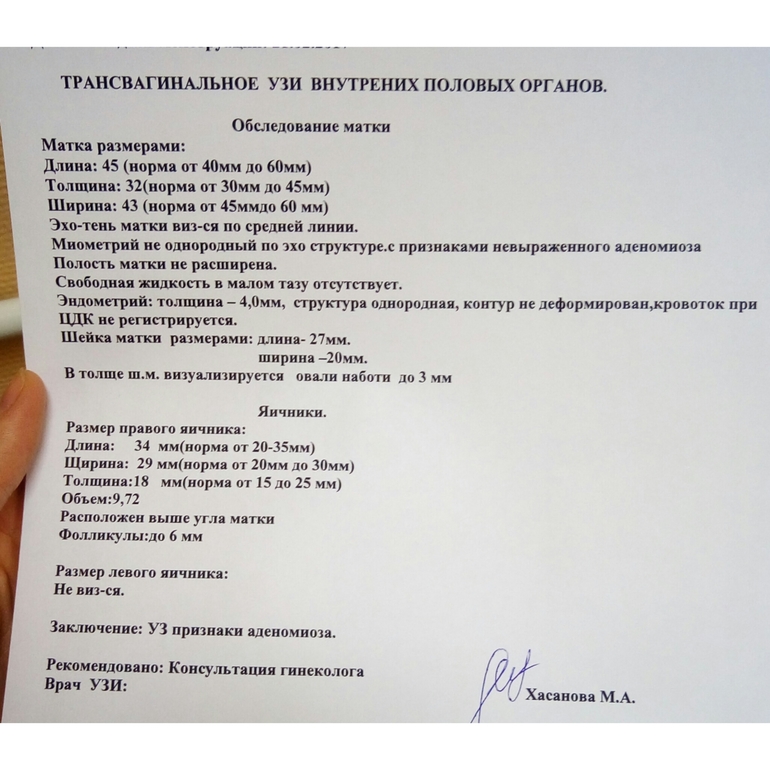 ТРАНСВАГИНАЛЬНОЕ УЗИ ВНУТРЕНИХ ПОЛОВЫХ ОРГАНОВ.
Обследование матки
Матка размерами:
Длина: 45 (норма от 40мм до 60мм)
Толщина: 32(норма от 30мм до 45мм)
Ширина: 43 (норма от 45ммдо 60 мм)
Эхо-тень матки виз-ся по средней линии.
Миометрий не однородный по эхо структуре.с признаками невыраженного аденомиоза
Полость матки не расширена.
Свободная жидкость в малом тазу отсутствует.
Эндометрий: толщина – 4,0мм, структура однородная, контур не деформирован,кровоток при
ЦДК не регистрируется.
Шейка матки размерами: длина- 27мм.
ширина –20мм.
В толще ш.м. визуализируется овали наботи до 3 мм
Яичники.
Размер правого яичника:
Длина: 34 мм(норма от 20-35мм)
Щирина: 29 мм(норма от 20мм до 30мм)
Толщина:18 мм(норма от 15 до 25 мм)
Объем:9,72
Расположен выше угла матки
Фолликулы:до 6 мм
Размер левого яичника:
Не виз-ся.
Заключение: УЗ признаки аденомиоза.
Рекомендовано: Консультация гинеколога
Врач УЗИ:
Хасанова М.А.